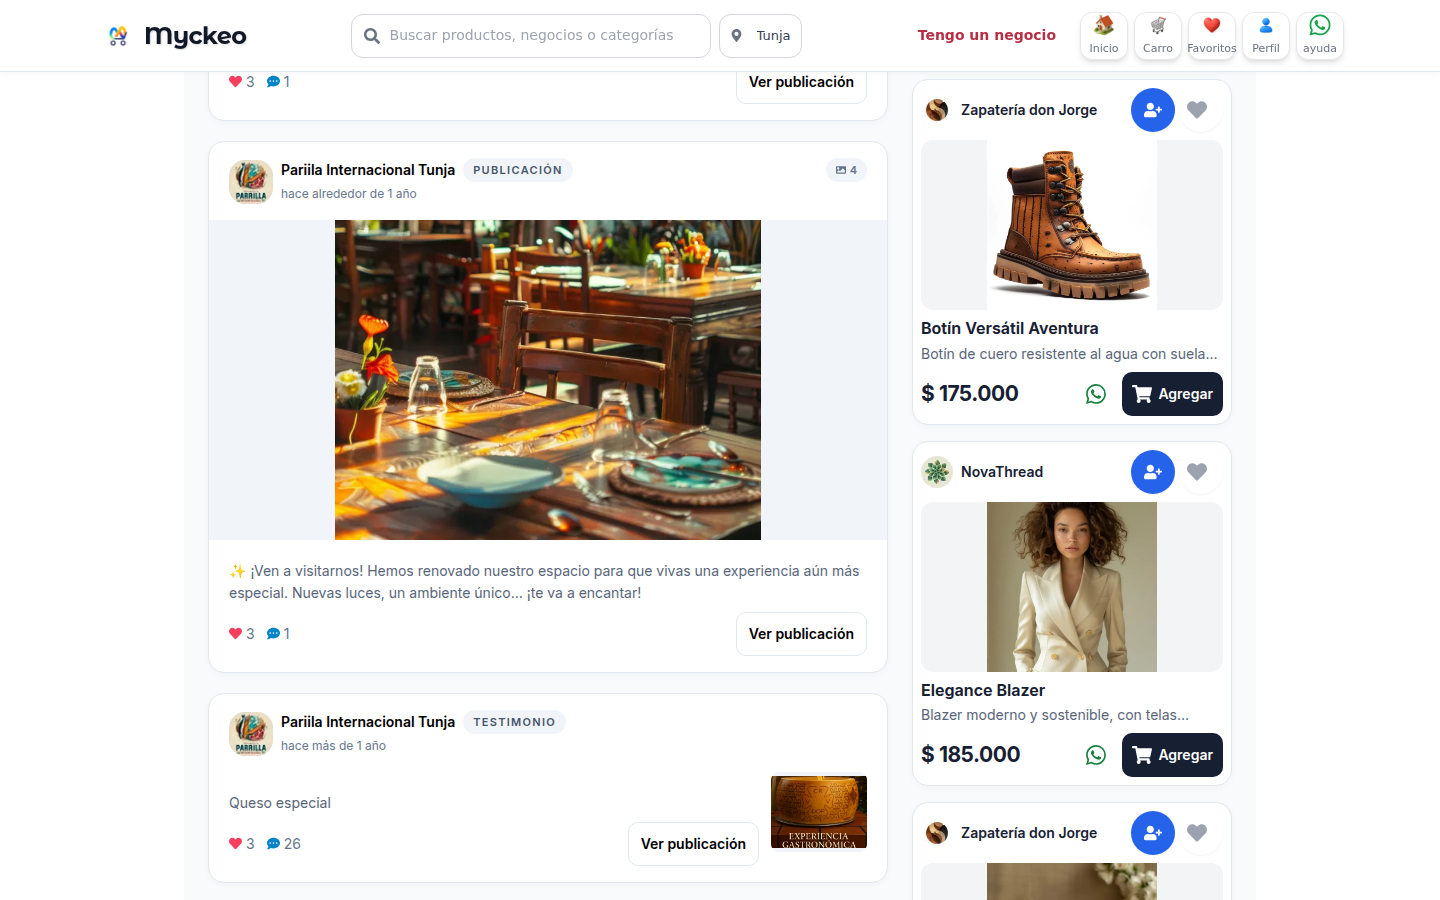 Myckeo
Buscar productos, negocios o categorías
Tunja
Tengo un negocio
Inicio
Carro
Favoritos
Perfil
ayuda
3
1
Ver publicación
Pariila Internacional Tunja
PUBLICACIÓN
4
hace alrededor de 1 año
✨ ¡Ven a visitarnos! Hemos renovado nuestro espacio para que vivas una experiencia aún más
especial. Nuevas luces, un ambiente único... ¡te va a encantar!
3
1
Ver publicación
Pariila Internacional Tunja
TESTIMONIO
hace más de 1 año
Queso especial
3
26
Ver publicación
PARRILLA
EXPERIENCIA
GASTRONÓMICA
Zapatería don Jorge
Botín Versátil Aventura
Botín de cuero resistente al agua con suela...
$ 175.000
Agregar
NovaThread
Elegance Blazer
Blazer moderno y sostenible, con telas...
$ 185.000
Agregar
Zapatería don Jorge